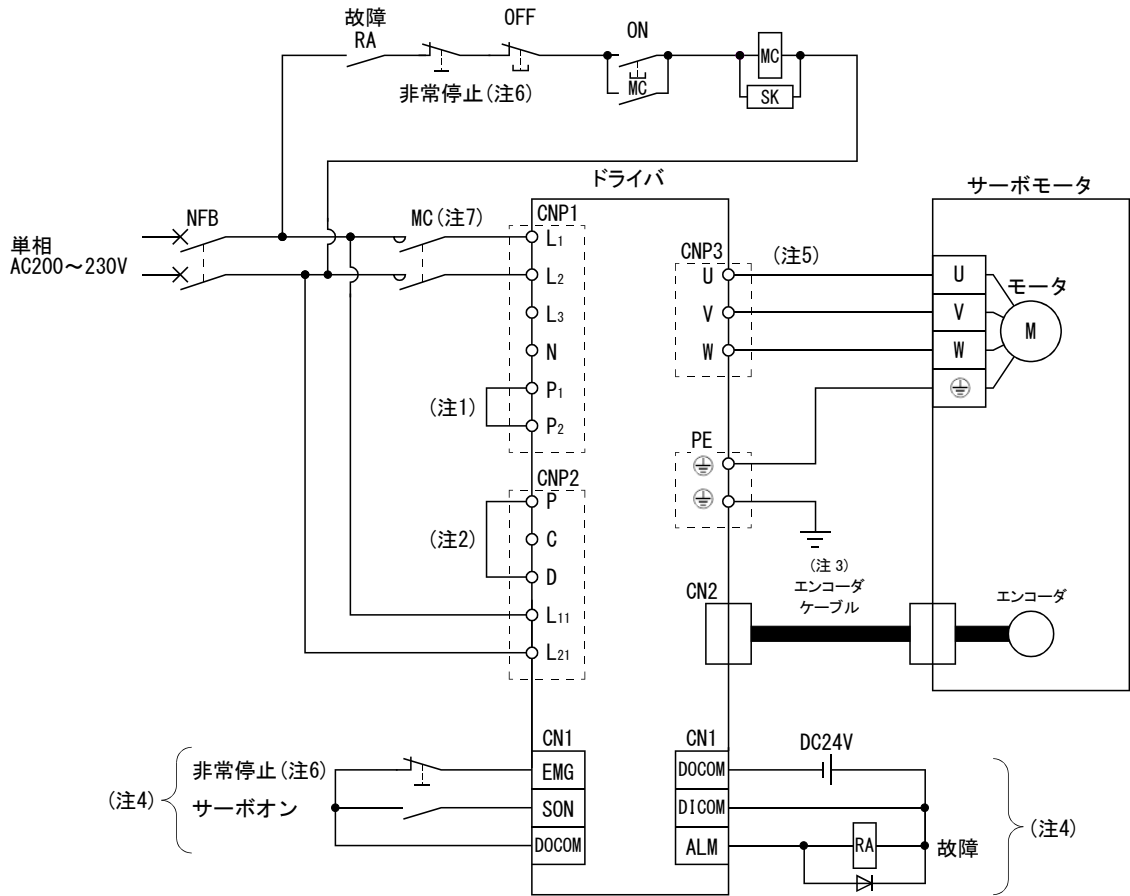 故障
RA
OFF
ON
MC
SK
MC
非常停止(注6)
ドライバ
サーボモータ
NFB
MC(注7)
CNP1
単相
AC200～230V
L1
L2
L3
N
P1
P2
(注1)
CNP3
(注5)
U
V
W
U
V
W
モータ
M
PE
CNP2
P
C
D
(注2)
L11
L21
(注3)
エンコーダ
ケーブル
CN2
エンコーダ
CN1
CN1
DC24V
(注4)
非常停止(注6)
サーボオン
EMG
SON
DOCOM
DOCOM
DICOM
ALM
RA
故障
(注4)